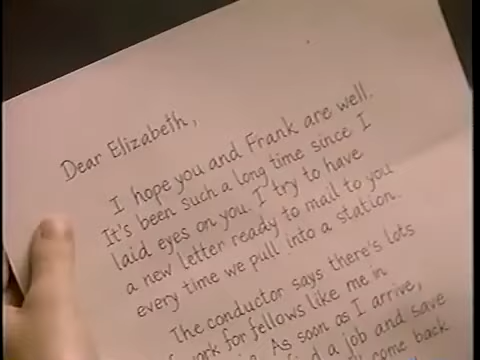 Dear Elizabeth,
I hope you and Frank are well.
It's been such a long time since I
laid eyes on you. I try to have
a new letter ready to mail to you
every time we pull into a station.
The conductor says there's lots
work for fellows like me in
As soon as I arrive,
a job and save
come back